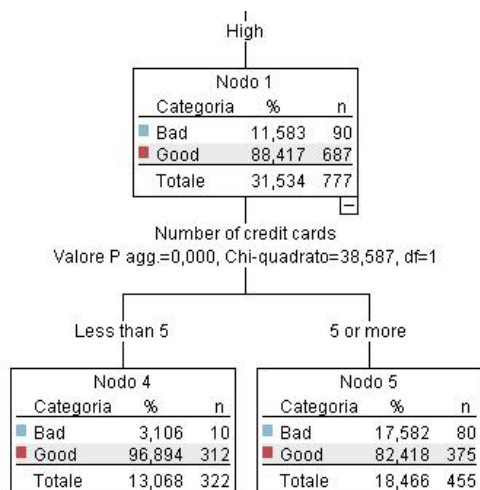 High
Nodo 1
Categoria % n
Bad 11,583 90
Good 88,417 687
Totale 31,534 777
Number of credit cards
Valore P agg.=0,000, Chi-quadrato=38,587, df=1
Less than 5
5 or more
Nodo 4
Categoria % n
Bad 3,106 10
Good 96,894 312
Totale 13,068 322
Nodo 5
Categoria % n
Bad 17,582 80
Good 82,418 375
Totale 18,466 455